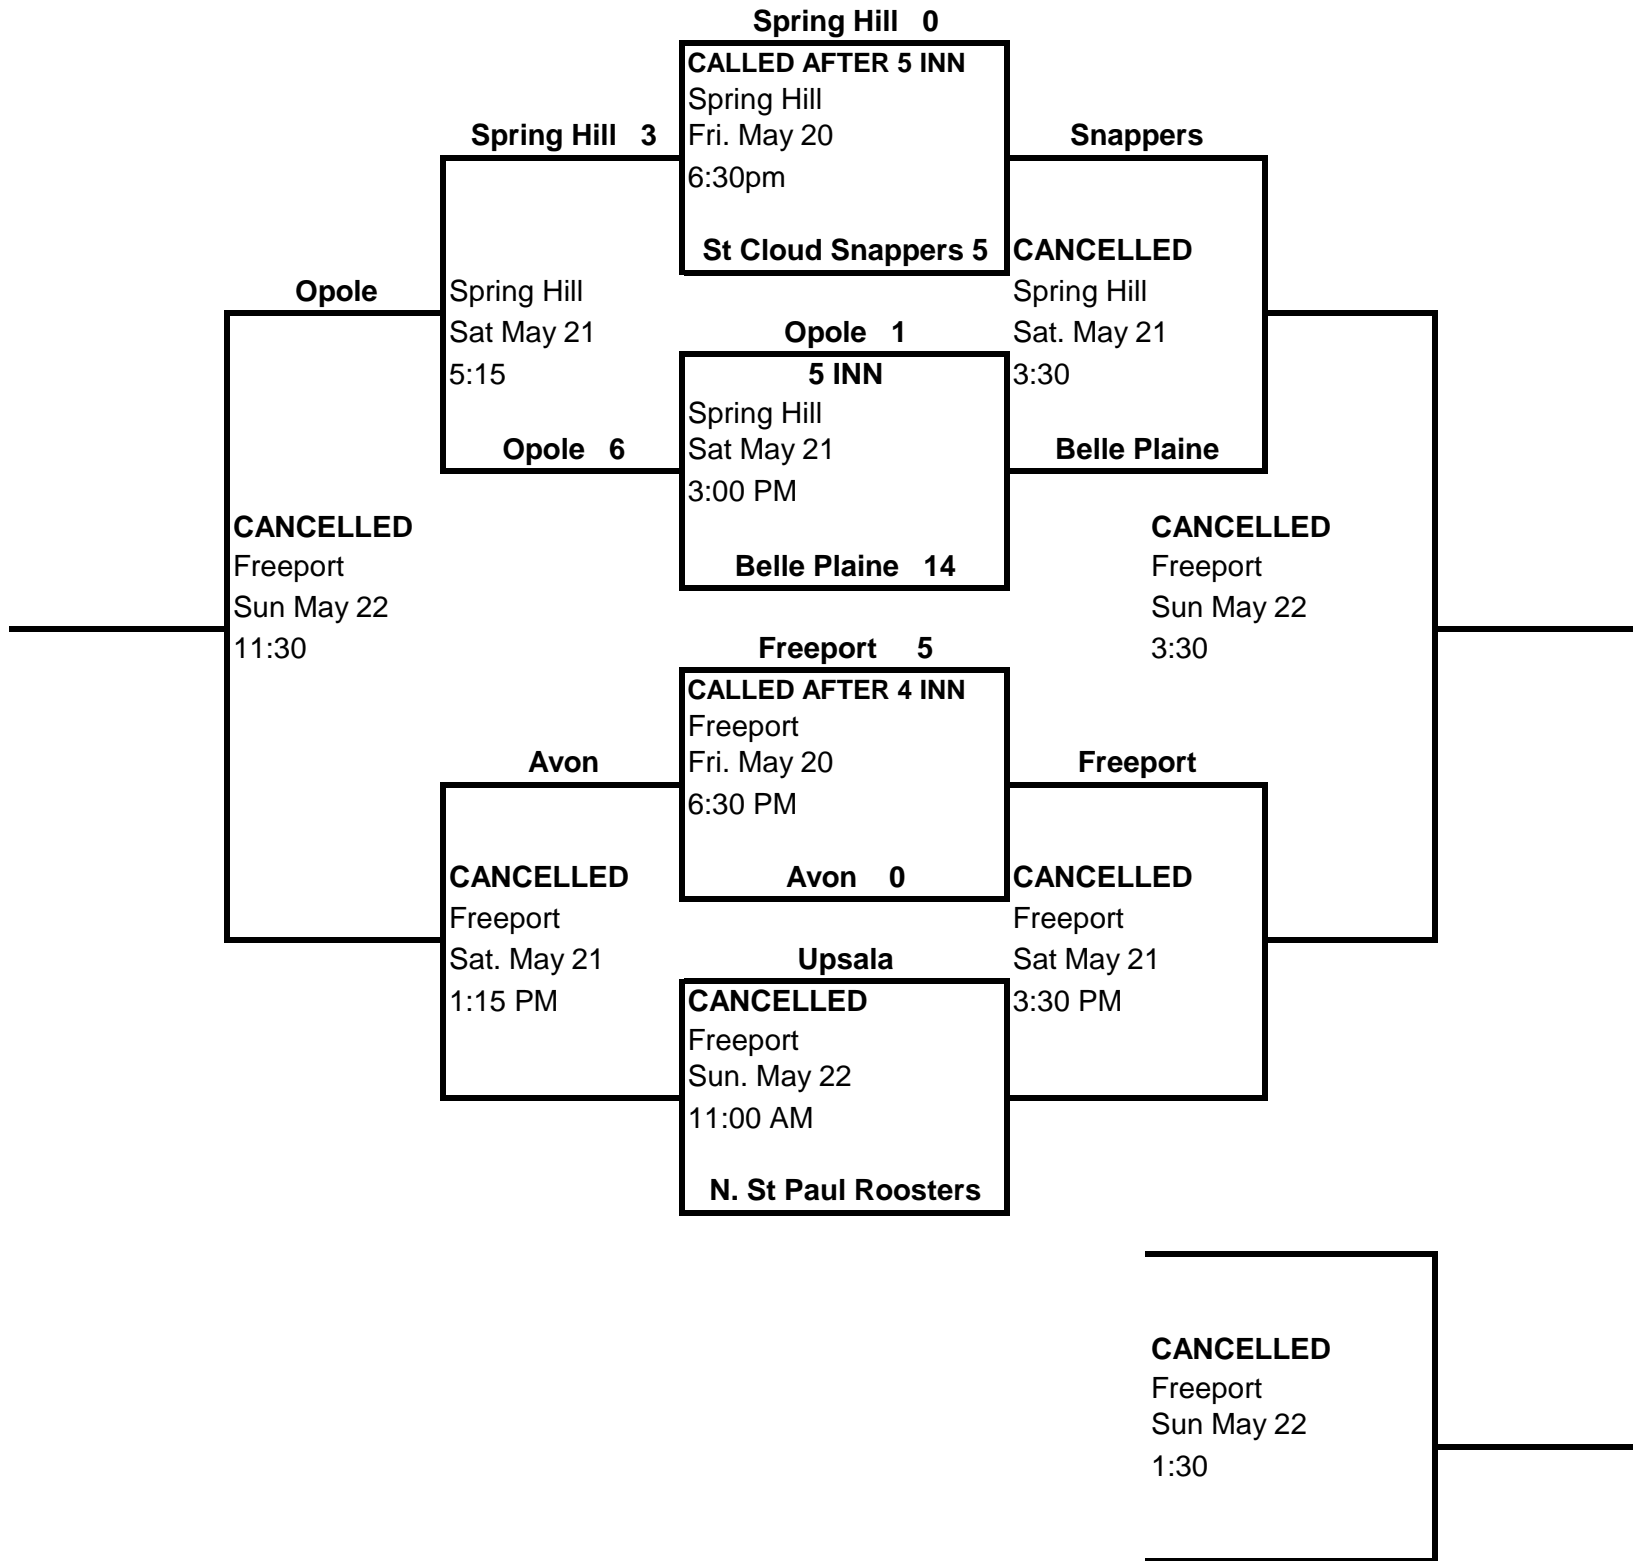 Spring Hill 0
CALLED AFTER 5 INN
Spring Hill
Fri. May 20
6:30pm
St Cloud Snappers 5
Spring Hill 3
Spring Hill
Sat May 21
5:15
Opole 6
Snappers
CANCELLED
Spring Hill
Sat. May 21
3:30
Belle Plaine
Opole
Opole 1
5 INN
Spring Hill
Sat May 21
3:00 PM
Belle Plaine 14
CANCELLED
Freeport
Sun May 22
11:30
CANCELLED
Freeport
Sun May 22
3:30
Freeport 5
CALLED AFTER 4 INN
Freeport
Fri. May 20
6:30 PM
Avon 0
Avon
CANCELLED
Freeport
Sat. May 21
1:15 PM
Freeport
CANCELLED
Freeport
Sat May 21
3:30 PM
Upsala
CANCELLED
Freeport
Sun. May 22
11:00 AM
N. St Paul Roosters
CANCELLED
Freeport
Sun May 22
1:30